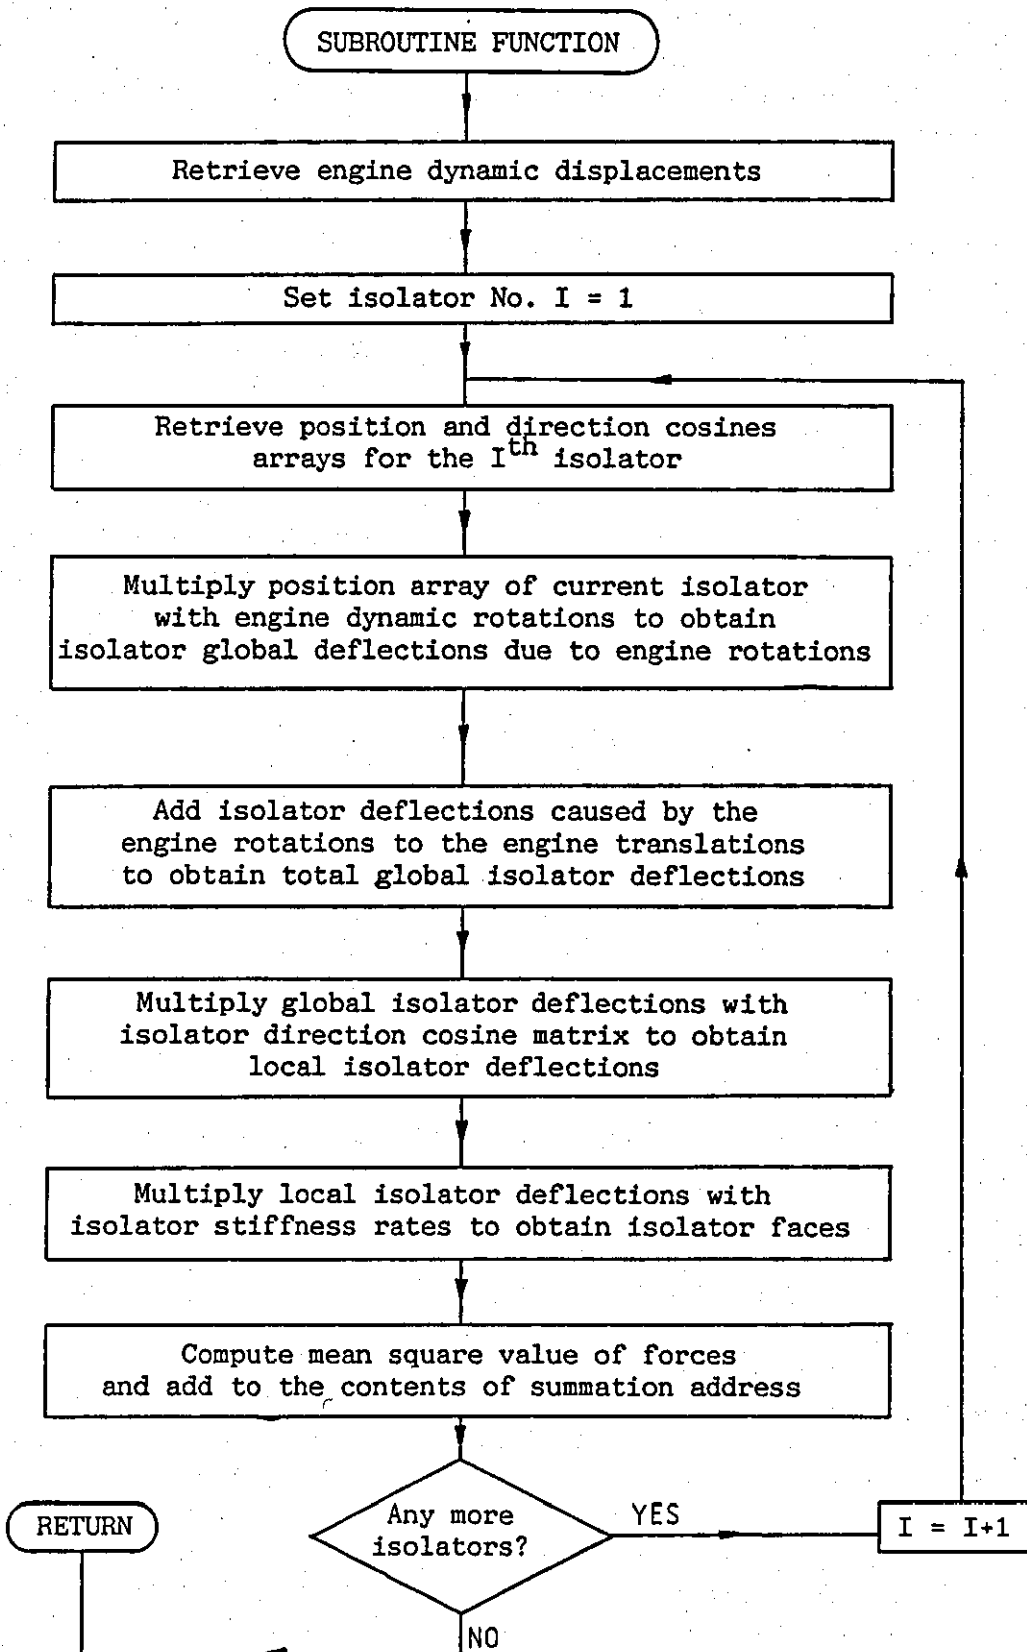 SUBROUTINE FUNCTION
Retrieve engine dynamic displacements
Set isolator No. I = 1
Retrieve position and direction cosines
arrays for the Ith isolator
Multiply position array of current isolator
with engine dynamic rotations to obtain
isolator global deflections due to engine rotations
Add isolator deflections caused by the
engine rotations to the engine translations
to obtain total global isolator deflections
Multiply global isolator deflections with
isolator direction cosine matrix to obtain
local isolator deflections
Multiply local isolator deflections with
isolator stiffness rates to obtain isolator faces
Compute mean square value of forces
and add to the contents of summation address
Any more
isolators?
YES
I = I+1
RETURN
NO